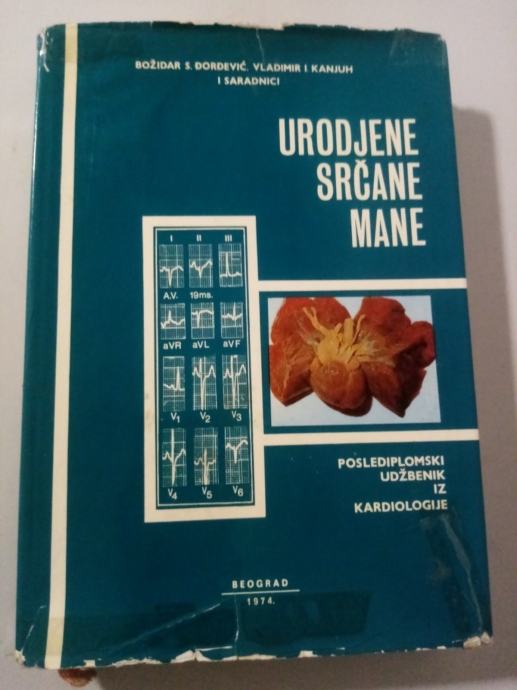 BOŽIDAR S. ĐORĐEVIĆ, VLADIMIR I. KANJUH
I SARADNICI
URODJENE
SRČANE
MANE
I II III
A.V. 19ms.
aVR aVL aVF
V1 V2 V3
V4 V5 V6
POSLEDIPLOMSKI
UDŽBENIK
IZ
KARDIOLOGIJE
BEOGRAD
1974.